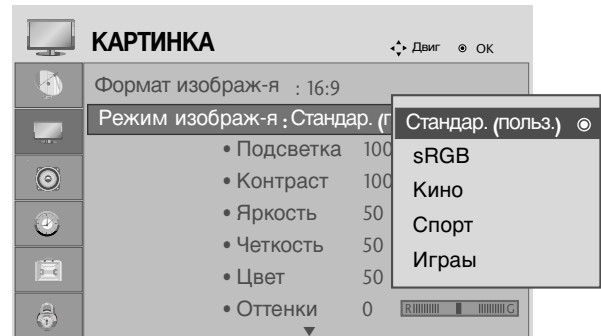 КАРТИНКА
Двиг ОК
Формат изображ-я : 16:9
Режим изображ-я : Стандар. (п
• Подсветка 100
• Контраст 100
• Яркость 50
• Четкость 50
• Цвет 50
• Оттенки 0 R G
Стандар. (польз.)
sRGB
Кино
Спорт
Играы